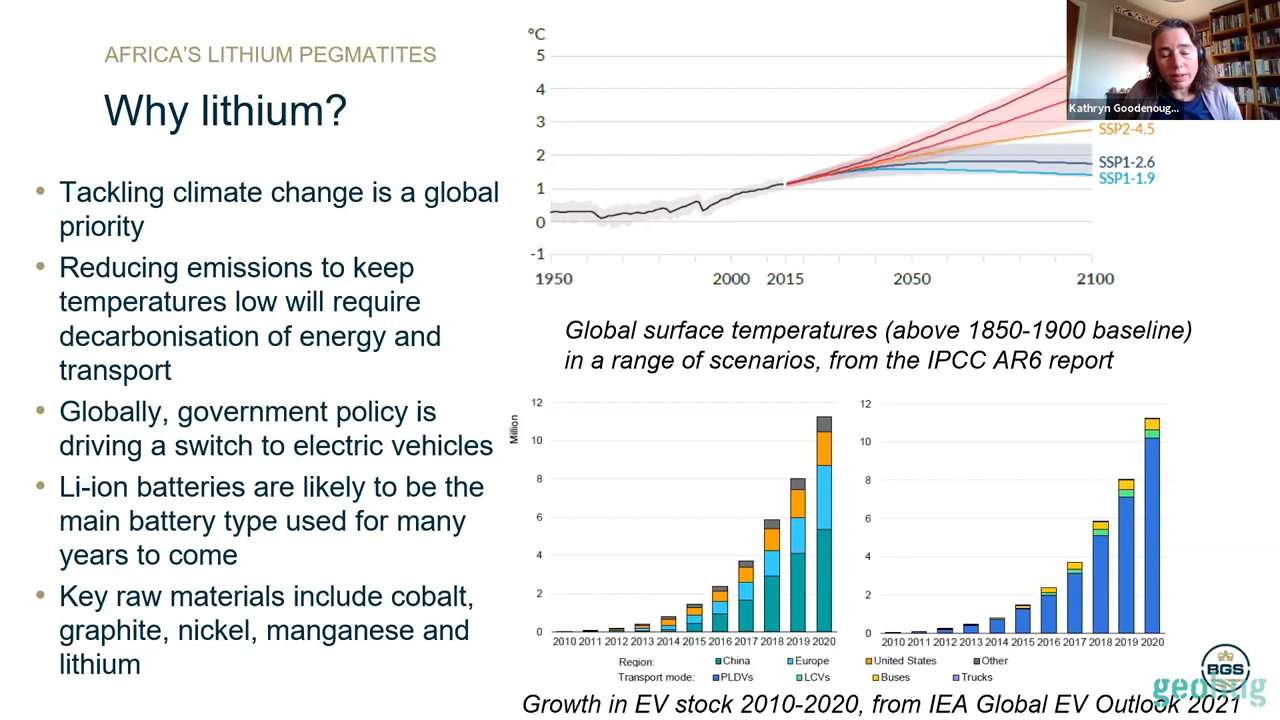 AFRICA'S LITHIUM PEGMATITES
Why lithium?
• Tackling climate change is a global
priority
• Reducing emissions to keep
temperatures low will require
decarbonisation of energy and
transport
• Globally, government policy is
driving a switch to electric vehicles
• Li-ion batteries are likely to be the
main battery type used for many
years to come
• Key raw materials include cobalt,
graphite, nickel, manganese and
lithium
°C
5
4
3
2
1
0
-1
1950 2000 2015 2050 2100
Kathryn Goodenoug...
SSP2-4.5
SSP1-2.6
SSP1-1.9
Global surface temperatures (above 1850-1900 baseline)
in a range of scenarios, from the IPCC AR6 report
Million
12
10
8
6
4
2
0
2010 2011 2012 2013 2014 2015 2016 2017 2018 2019 2020
12
10
8
6
4
2
0
2010 2011 2012 2013 2014 2015 2016 2017 2018 2019 2020
Region: China Europe United States Other
Transport mode: PLDVs LCVs Buses Trucks
Growth in EV stock 2010-2020, from IEA Global EV Outlook 2021
BGS
geohug